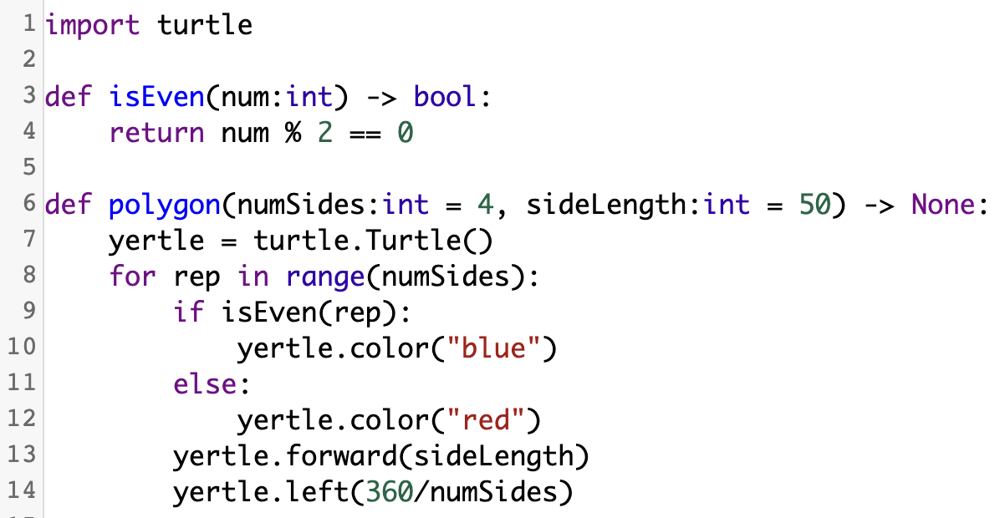 1 import turtle
2
3 def isEven(num:int) -> bool:
4     return num % 2 == 0
5
6 def polygon(numSides:int = 4, sideLength:int = 50) -> None:
7     yertle = turtle.Turtle()
8     for rep in range(numSides):
9         if isEven(rep):
10             yertle.color("blue")
11         else:
12             yertle.color("red")
13         yertle.forward(sideLength)
14         yertle.left(360/numSides)